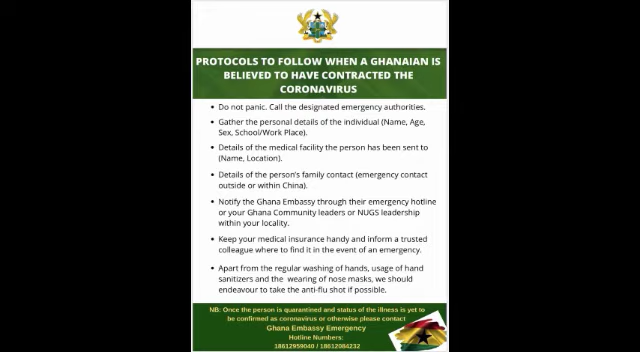 PROTOCOLS TO FOLLOW WHEN A GHANAIAN IS
BELIEVED TO HAVE CONTRACTED THE
CORONAVIRUS
• Do not panic. Call the designated emergency authorities.
• Gather the personal details of the individual (Name, Age,
Sex, School/Work Place).
• Details of the medical facility the person has been sent to
(Name, Location).
• Details of the person's family contact (emergency contact
outside or within China).
• Notify the Ghana Embassy through their emergency hotline
or your Ghana Community leaders or NUGS leadership
within your locality.
• Keep your medical insurance handy and inform a trusted
colleague where to find it in the event of an emergency.
• Apart from the regular washing of hands, usage of hand
sanitizers and the wearing of nose masks, we should
endeavour to take the anti-flu shot if possible.
NB: Once the person is quarantined and status of the illness is yet to
be confirmed as coronavirus or otherwise please contact
Ghana Embassy Emergency
Hotline Numbers:
18612959040 / 18612084232